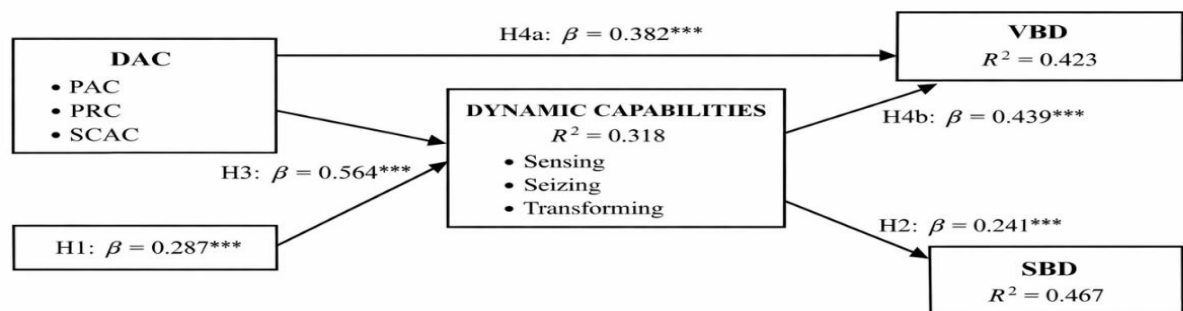 H4a: β = 0.382***
DAC
• PAC
• PRC
• SCAC
VBD
R² = 0.423
DYNAMIC CAPABILITIES
R² = 0.318
• Sensing
• Seizing
• Transforming
H4b: β = 0.439***
H3: β = 0.564***
H1: β = 0.287***
H2: β = 0.241***
SBD
R² = 0.467